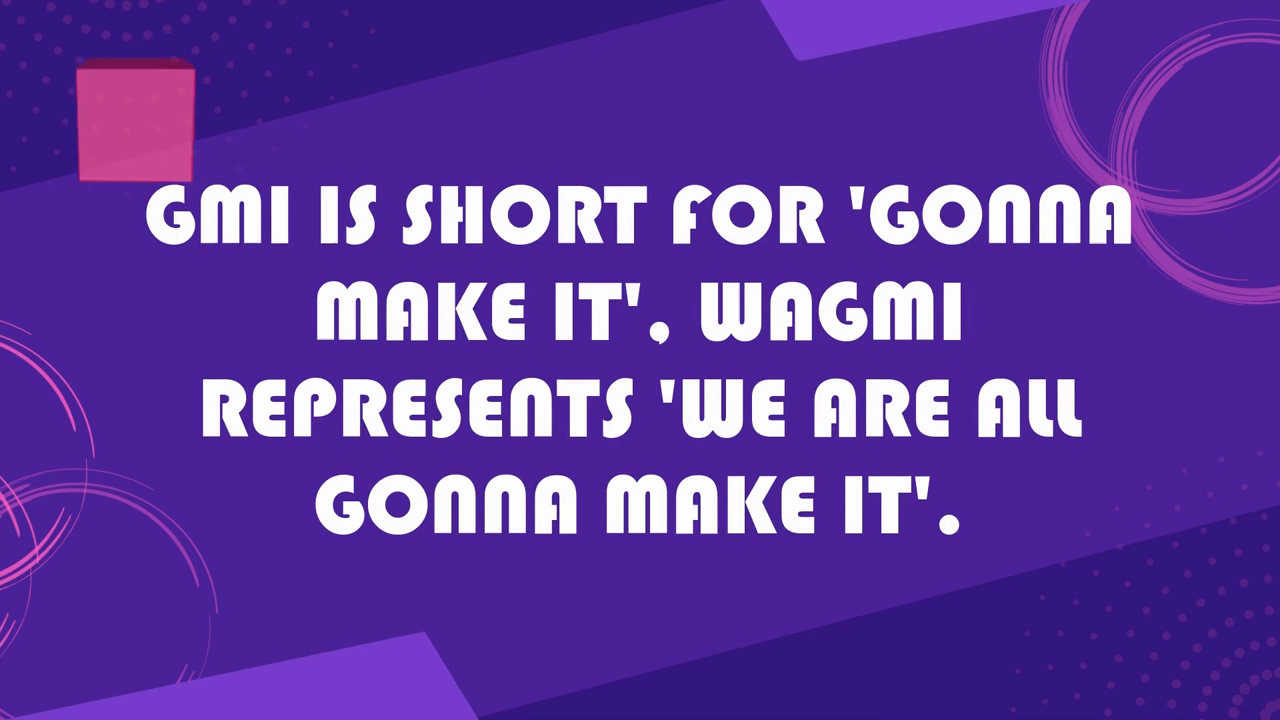 GMI IS SHORT FOR 'GONNA
MAKE IT', WAGMI
REPRESENTS 'WE ARE ALL
GONNA MAKE IT'.